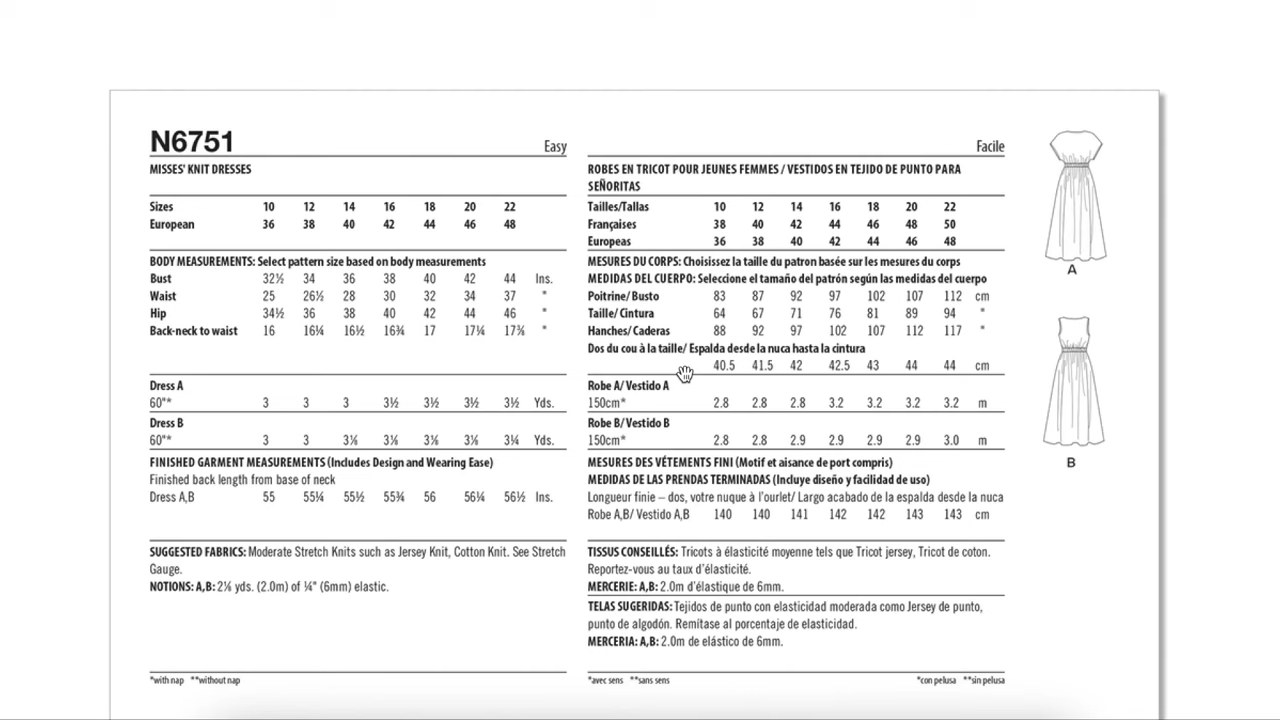 N6751 Easy
MISSES' KNIT DRESSES
Sizes 10 12 14 16 18 20 22
European 36 38 40 42 44 46 48
BODY MEASUREMENTS: Select pattern size based on body measurements
Bust 32½ 34 36 38 40 42 44 Ins.
Waist 25 26½ 28 30 32 34 37 "
Hip 34½ 36 38 40 42 44 46 "
Back-neck to waist 16 16¼ 16½ 16¾ 17 17¼ "
Dress A
60"* 3 3 3 3½ 3½ 3½ 3½ Yds.
Dress B
60"* 3 3 Yds.
FINISHED GARMENT MEASUREMENTS (Includes Design and Wearing Ease)
Finished back length from base of neck
Dress A,B 55 55¼ 55½ 55¾ 56 56¼ 56½ Ins.
SUGGESTED FABRICS: Moderate Stretch Knits such as Jersey Knit, Cotton Knit. See Stretch
Gauge.
NOTIONS: A,B: yds. (2.0m) of ¼" (6mm) elastic.
*with nap **without nap
Facile
ROBES EN TRICOT POUR JEUNES FEMMES / VESTIDOS EN TEJIDO DE PUNTO PARA
SEÑORITAS
Tailles/Tallas 10 12 14 16 18 20 22
Françaises 38 40 42 44 46 48 50
Europeas 36 38 40 42 44 46 48
MESURES DU CORPS: Choisissez la taille du patron basée sur les mesures du corps
MEDIDAS DEL CUERPO: Seleccione el tamaño del patrón según las medidas del cuerpo
Poitrine/ Busto 83 87 92 97 102 107 112 cm
Taille/ Cintura 64 67 71 76 81 89 94 "
Hanches/ Caderas 88 92 97 102 107 112 117 "
Dos du cou à la taille/ Espalda desde la nuca hasta la cintura
40.5 41.5 42 42.5 43 44 44 cm
Robe A/ Vestido A
150cm* 2.8 2.8 2.8 3.2 3.2 3.2 3.2 m
Robe B/ Vestido B
150cm* 2.8 2.8 2.9 2.9 2.9 2.9 3.0 m
MESURES DES VÉTEMENTS FINI (Motif et aisance de port compris)
MEDIDAS DE LAS PRENDAS TERMINADAS (Incluye diseño y facilidad de uso)
Longueur finie – dos, votre nuque à l'ourlet/ Largo acabado de la espalda desde la nuca
Robe A,B/ Vestido A,B 140 140 141 142 142 143 143 cm
TISSUS CONSEILLÉS: Tricots à élasticité moyenne tels que Tricot jersey, Tricot de coton.
Reportez-vous au taux d'élasticité.
MERCERIE: A,B: 2.0m d'élastique de 6mm.
TELAS SUGERIDAS: Tejidos de punto con elasticidad moderada como Jersey de punto,
punto de algodón. Remítase al porcentaje de elasticidad.
MERCERIA: A,B: 2.0m de elástico de 6mm.
*avec sens **sans sens *con pelusa **sin pelusa
A
B